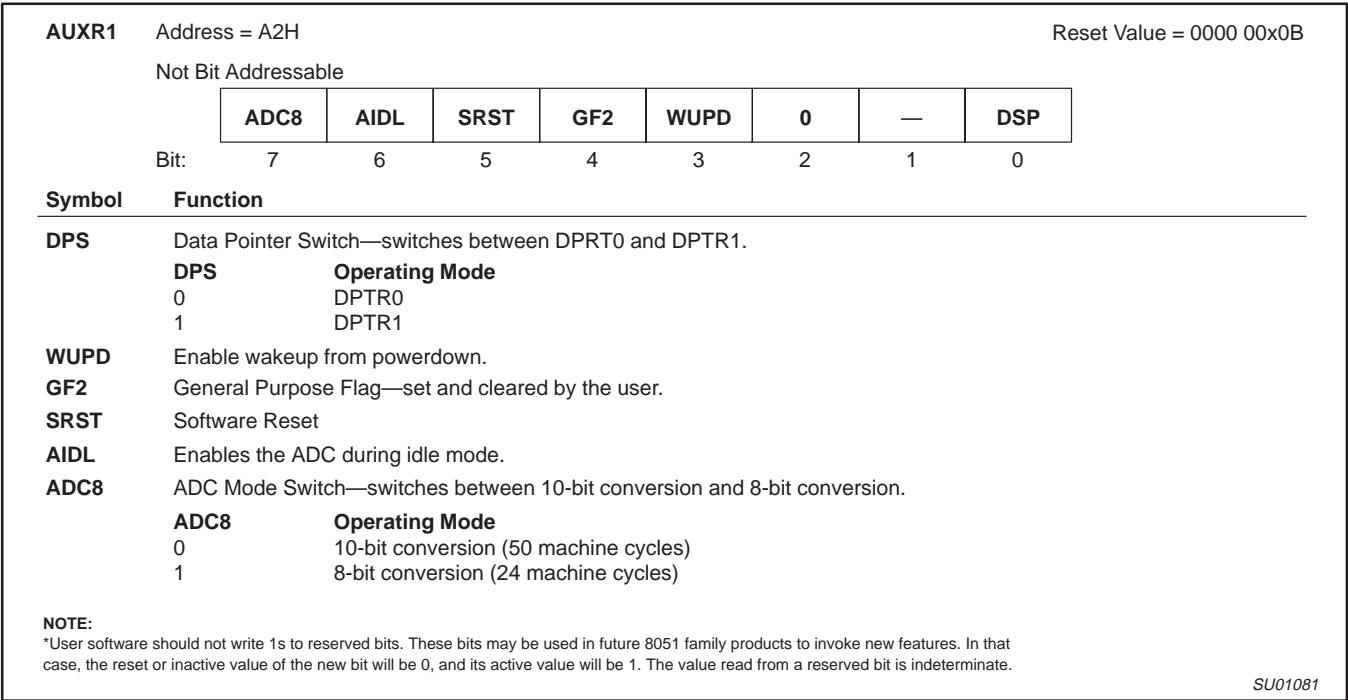 AUXR1 Address = A2H Reset Value = 0000 00x0B
Not Bit Addressable
ADC8 AIDL SRST GF2 WUPD 0 — DSP
Bit: 7 6 5 4 3 2 1 0
Symbol Function
DPS Data Pointer Switch—switches between DPRT0 and DPTR1.
DPS Operating Mode
0 DPTR0
1 DPTR1
WUPD Enable wakeup from powerdown.
GF2 General Purpose Flag—set and cleared by the user.
SRST Software Reset
AIDL Enables the ADC during idle mode.
ADC8 ADC Mode Switch—switches between 10-bit conversion and 8-bit conversion.
ADC8 Operating Mode
0 10-bit conversion (50 machine cycles)
1 8-bit conversion (24 machine cycles)
NOTE:
*User software should not write 1s to reserved bits. These bits may be used in future 8051 family products to invoke new features. In that
case, the reset or inactive value of the new bit will be 0, and its active value will be 1. The value read from a reserved bit is indeterminate.
SU01081